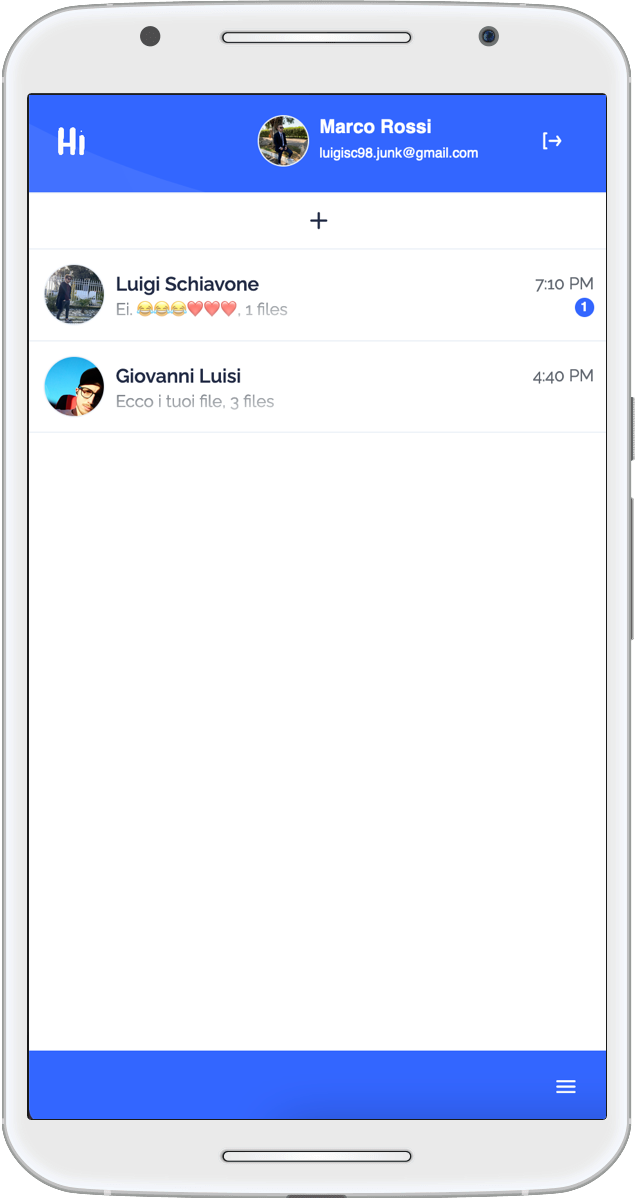 Hi
Marco Rossi
luigisc98.junk@gmail.com
+
Luigi Schiavone
7:10 PM
Ei, 😂😂😂❤️❤️❤️, 1 files
1
Giovanni Luisi
4:40 PM
Ecco i tuoi file, 3 files